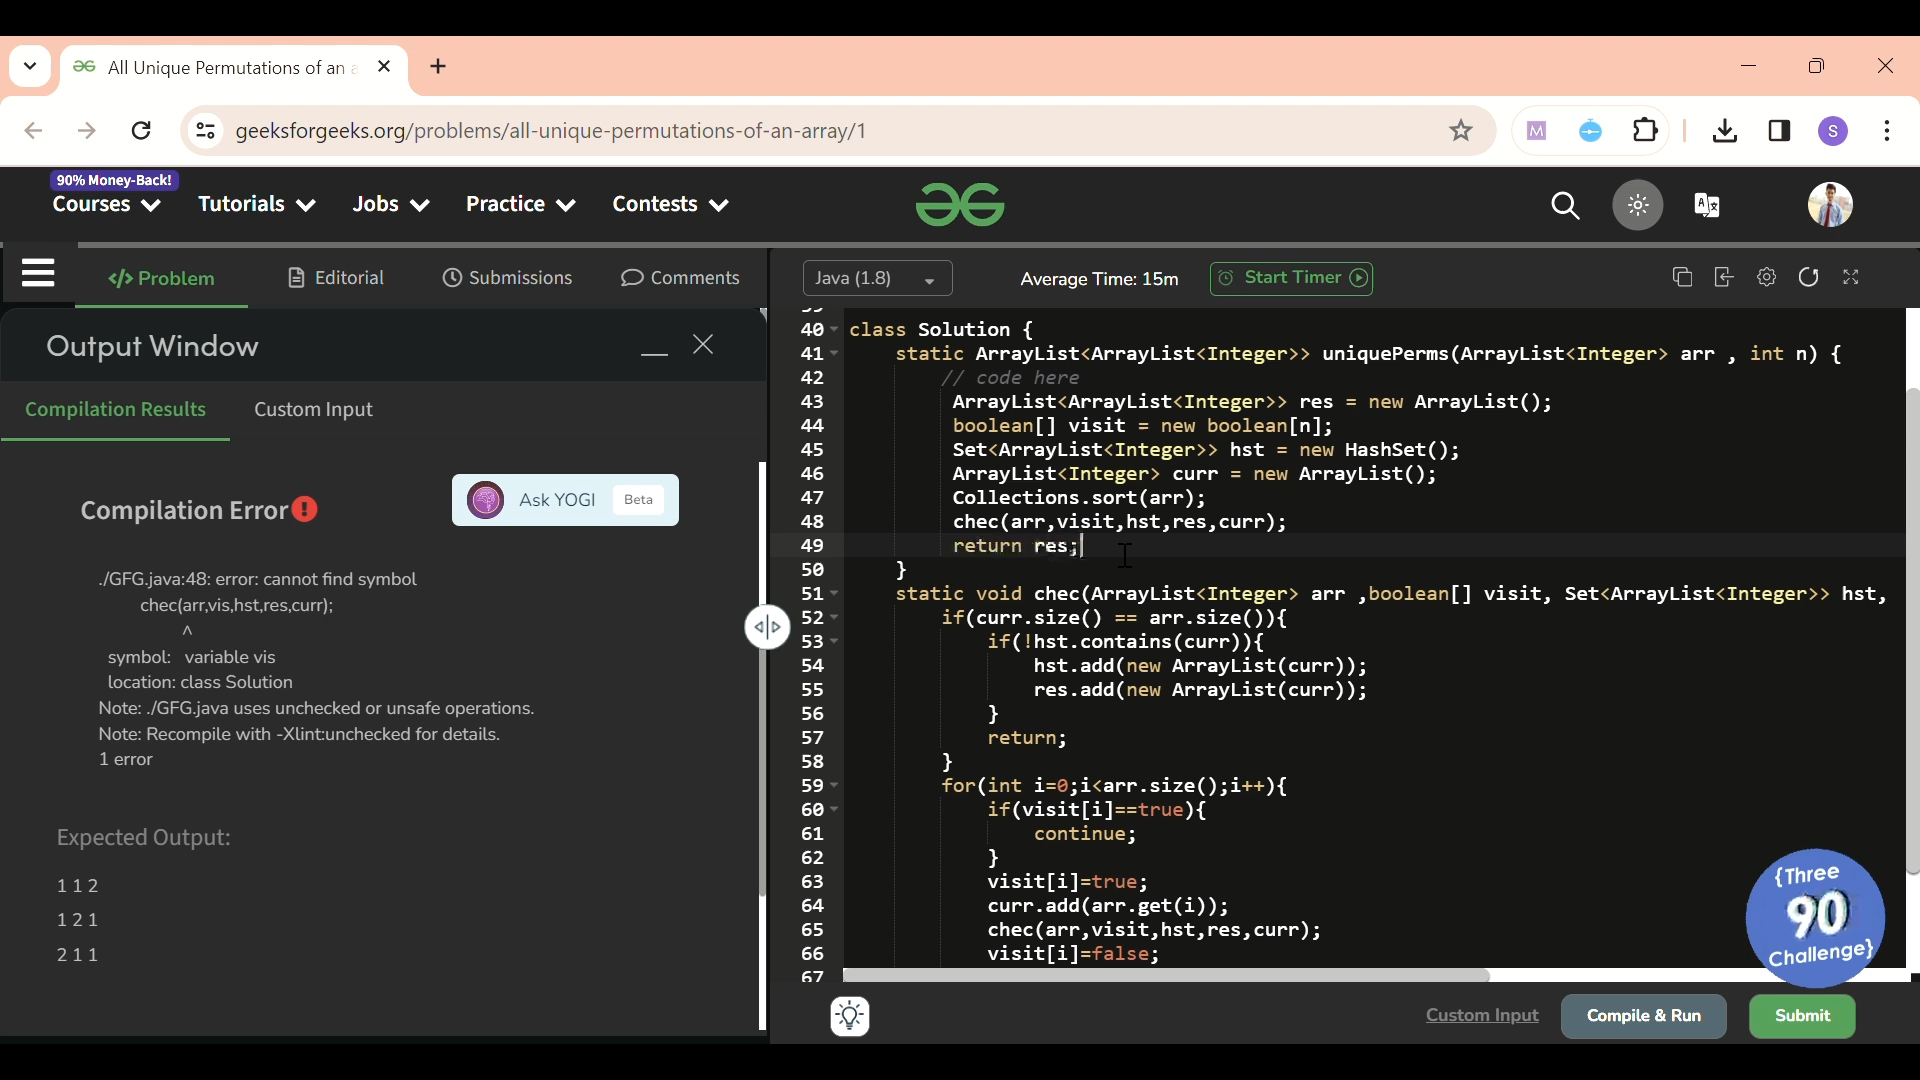 All Unique Permutations of an a
geeksforgeeks.org/problems/all-unique-permutations-of-an-array/1
M
S
90% Money-Back!
Courses
Tutorials
Jobs
Practice
Contests
</> Problem
Editorial
Submissions
Comments
Java (1.8)
Average Time: 15m
Start Timer
Output Window
Compilation Results
Custom Input
Compilation Error
Ask YOGI
Beta
./GFG.java:48: error: cannot find symbol
chec(arr,vis,hst,res,curr);
^
symbol: variable vis
location: class Solution
Note: ./GFG.java uses unchecked or unsafe operations.
Note: Recompile with -Xlint:unchecked for details.
1 error
Expected Output:
1 1 2
1 2 1
2 1 1
40 class Solution {
41 static ArrayList<ArrayList<Integer>> uniquePerms(ArrayList<Integer> arr , int n) {
42 // code here
43 ArrayList<ArrayList<Integer>> res = new ArrayList();
44 boolean[] visit = new boolean[n];
45 Set<ArrayList<Integer>> hst = new HashSet();
46 ArrayList<Integer> curr = new ArrayList();
47 Collections.sort(arr);
48 chec(arr,visit,hst,res,curr);
49 return res;
50 }
51 static void chec(ArrayList<Integer> arr ,boolean[] visit, Set<ArrayList<Integer>> hst,
52 if(curr.size() == arr.size()){
53 if(!hst.contains(curr)){
54 hst.add(new ArrayList(curr));
55 res.add(new ArrayList(curr));
56 }
57 return;
58 }
59 for(int i=0;i<arr.size();i++){
60 if(visit[i]==true){
61 continue;
62 }
63 visit[i]=true;
64 curr.add(arr.get(i));
65 chec(arr,visit,hst,res,curr);
66 visit[i]=false;
67
{Three
90
Challenge}
Custom Input
Compile & Run
Submit